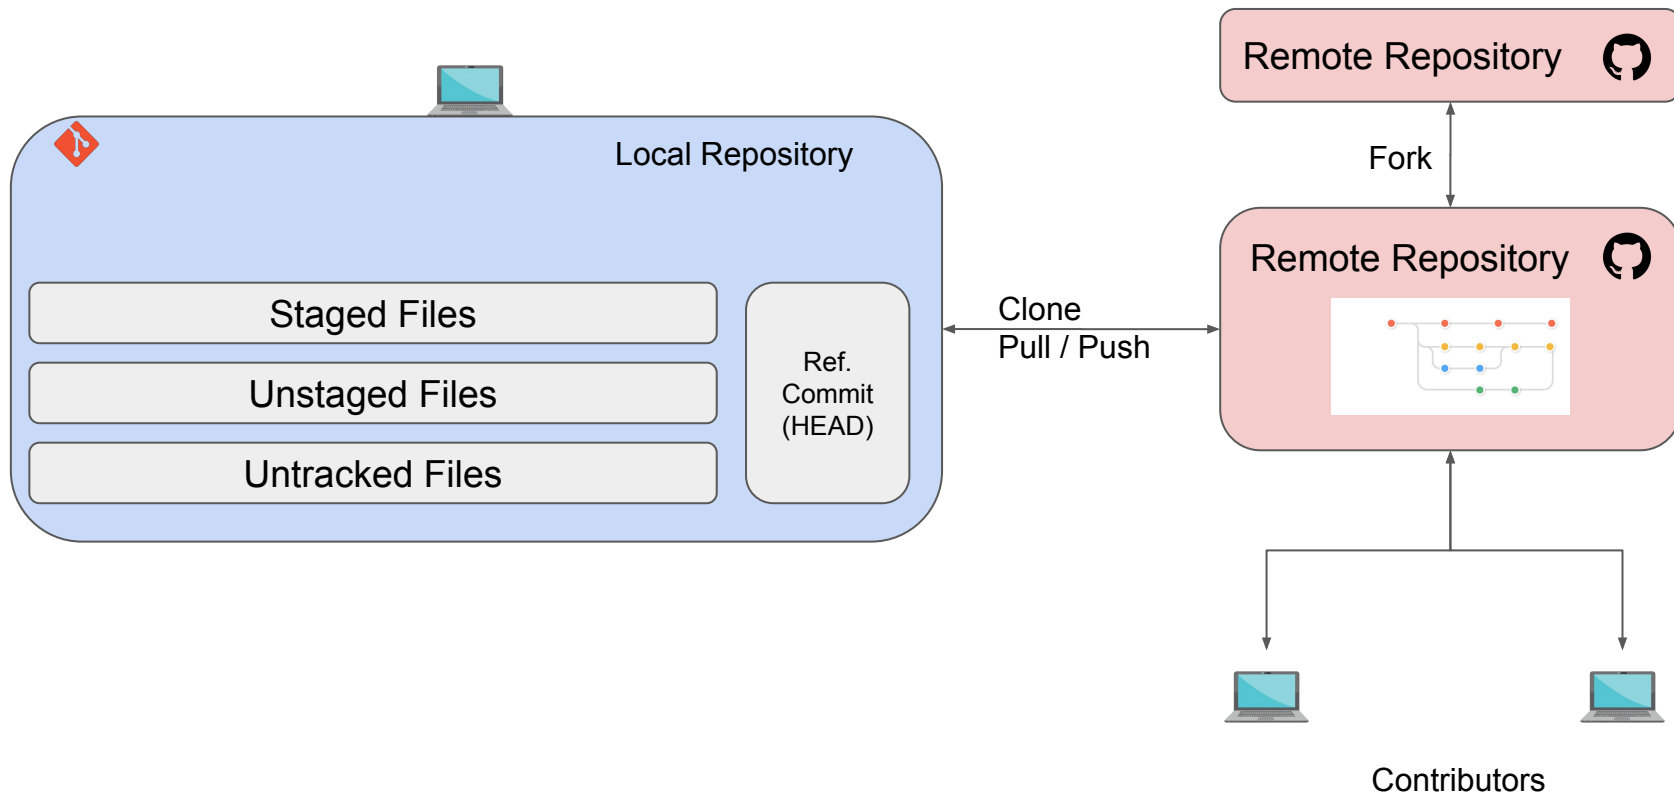 Remote Repository
Local Repository
Fork
Remote Repository
Staged Files
Unstaged Files
Untracked Files
Ref.
Commit
(HEAD)
Clone
Pull / Push
Contributors